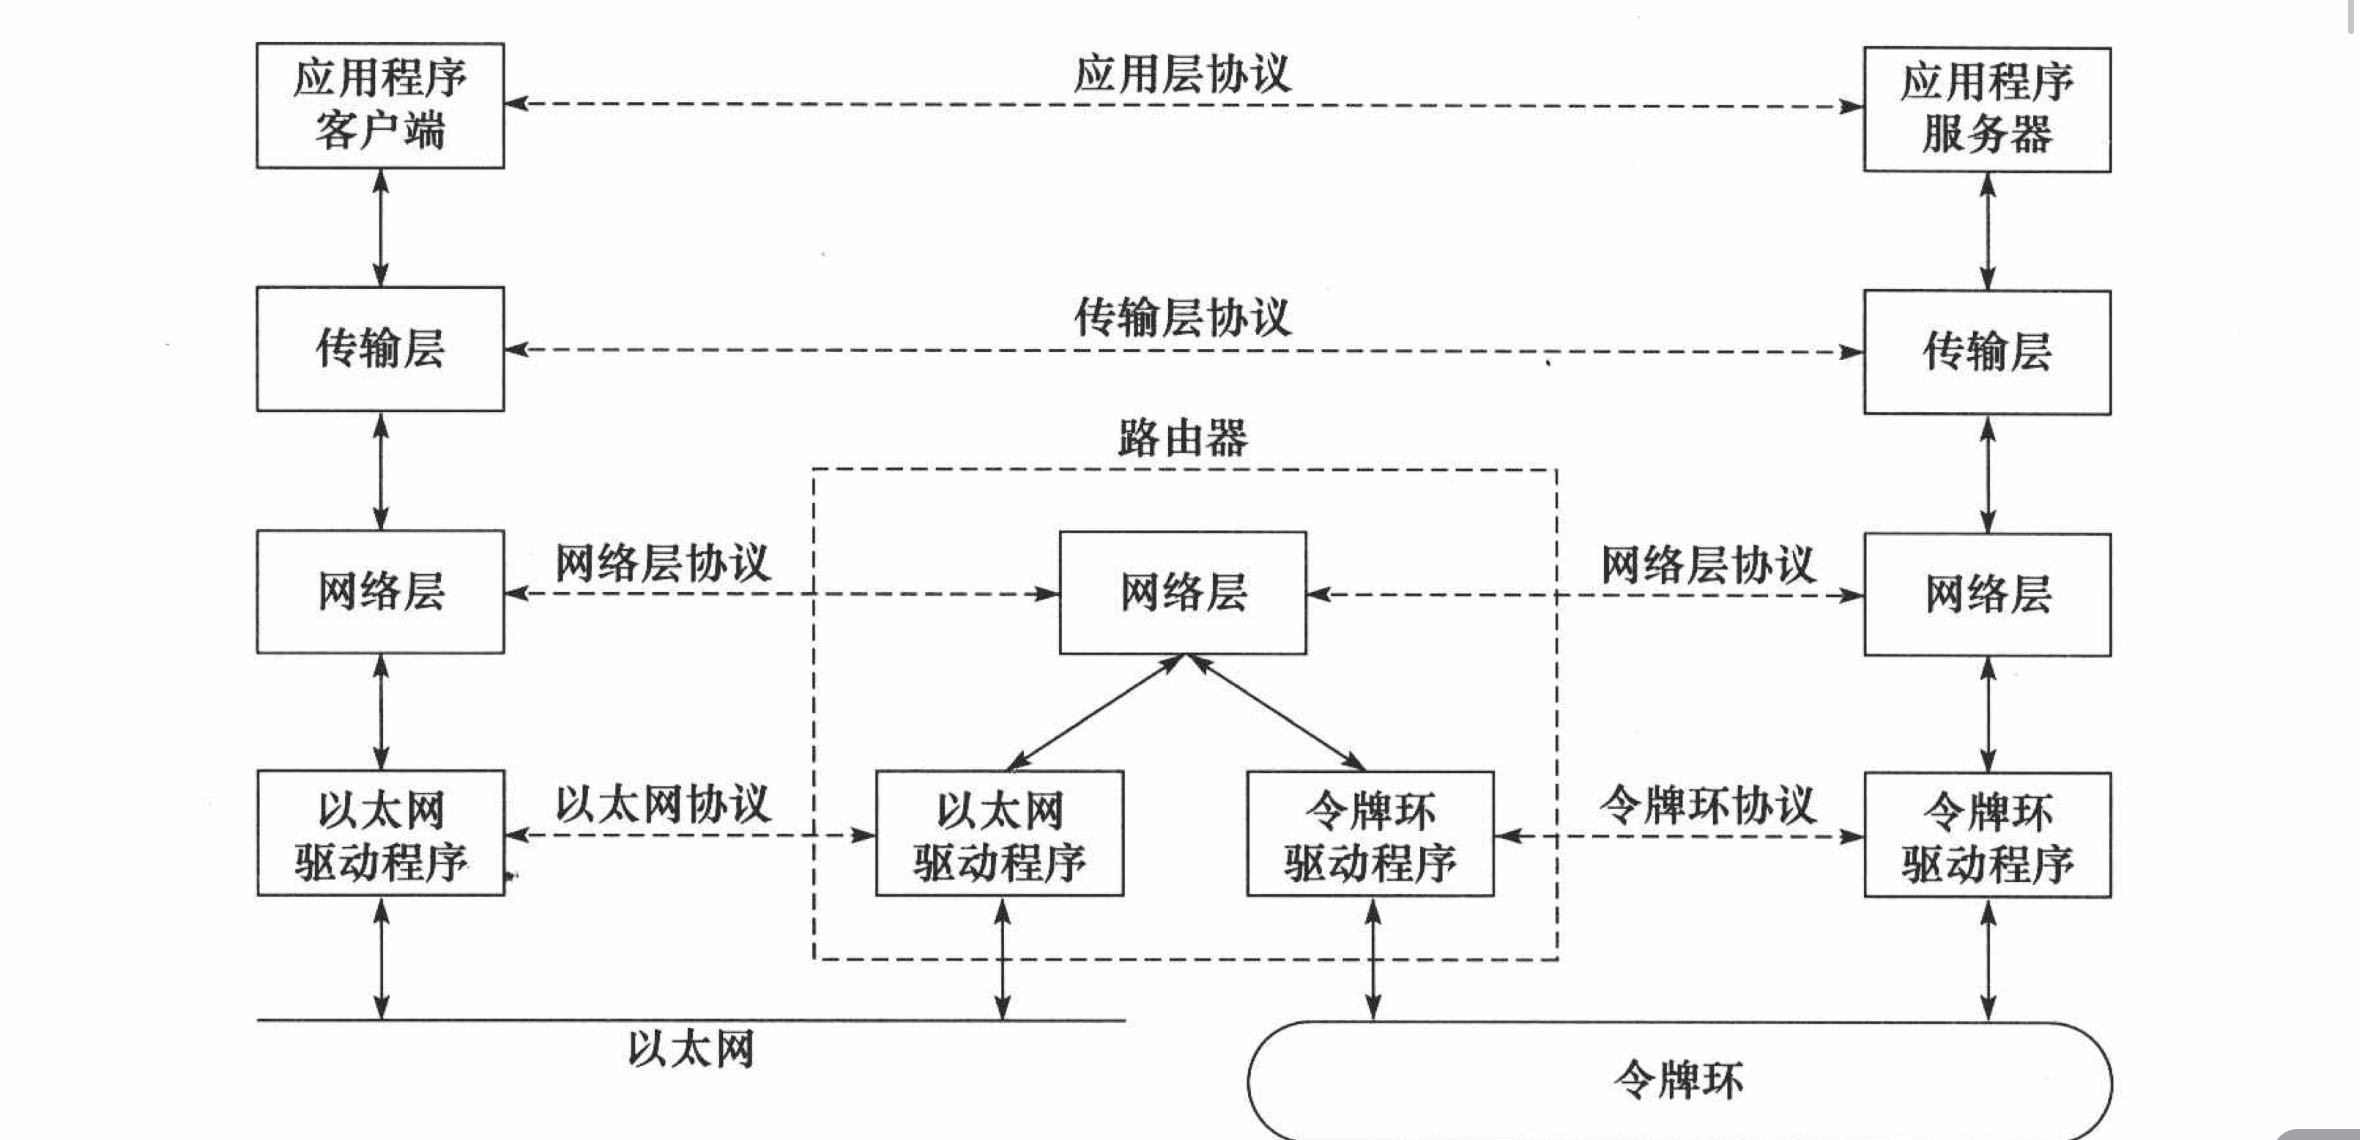 应用程序
客户端
应用层协议
应用程序
服务器
传输层
传输层协议
传输层
路由器
网络层
网络层协议
网络层
网络层协议
网络层
以太网
驱动程序
以太网协议
以太网
驱动程序
令牌环
驱动程序
令牌环协议
令牌环
驱动程序
以太网
令牌环